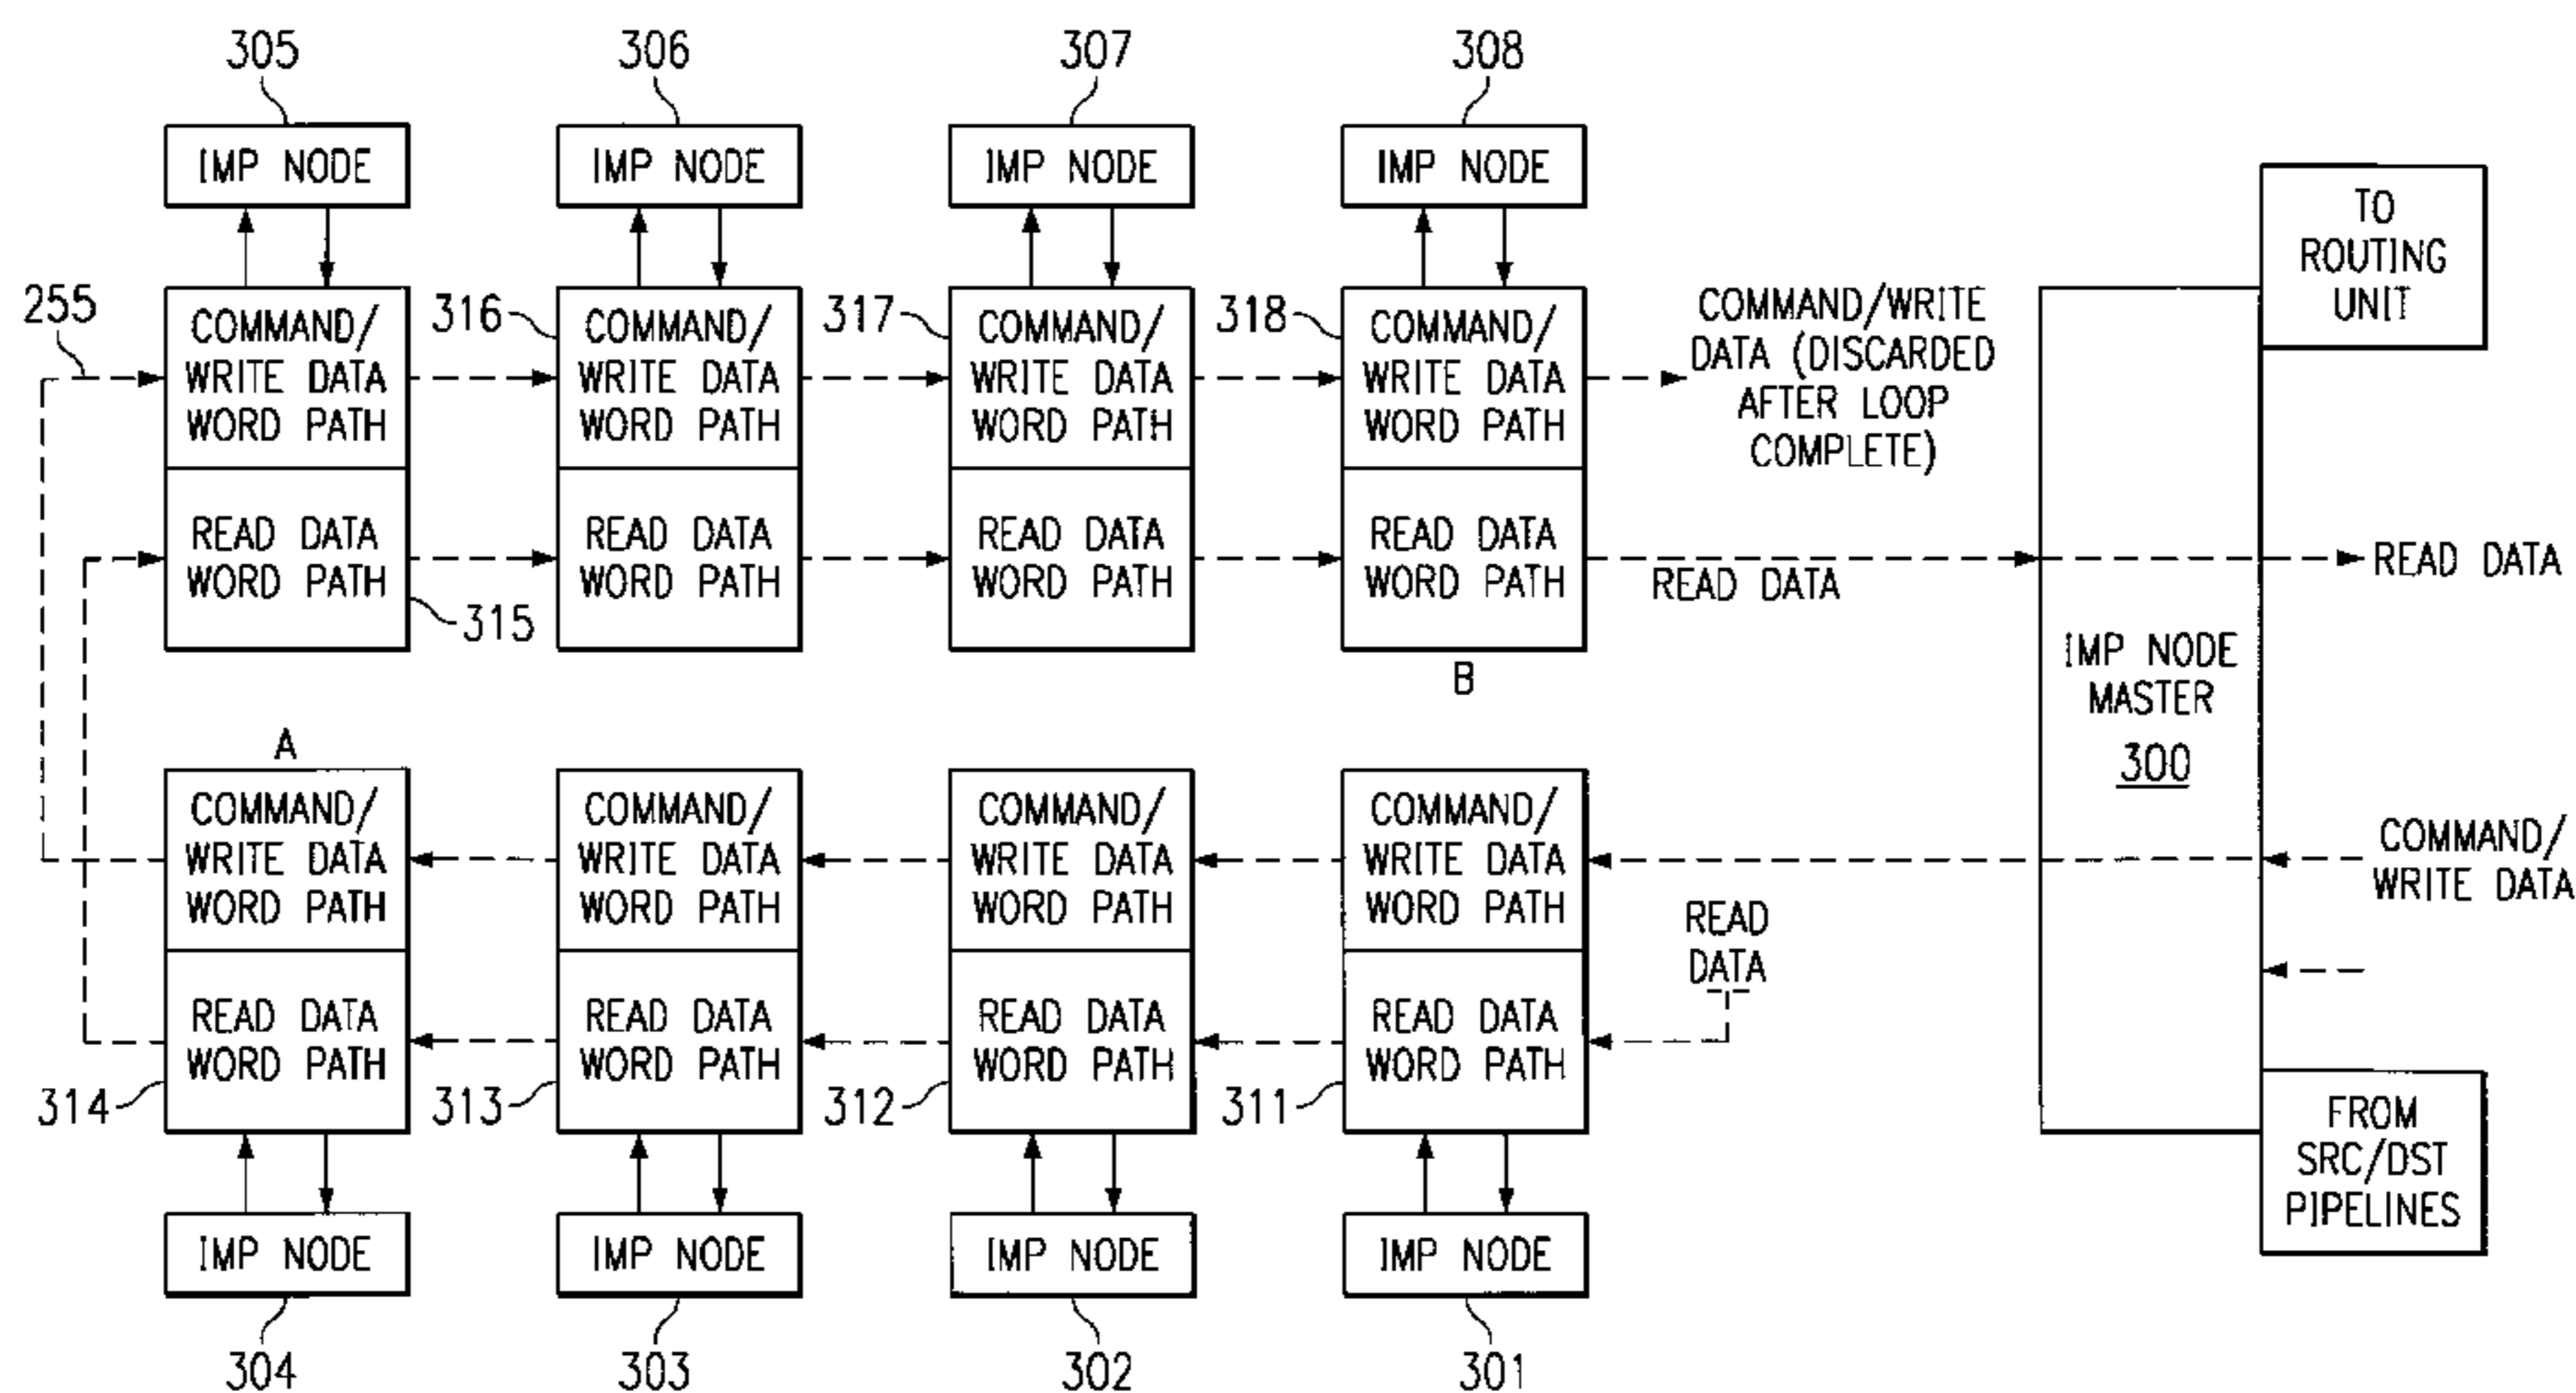 305
306
307
308
IMP NODE
IMP NODE
IMP NODE
IMP NODE
TO
ROUTING
UNIT
255
COMMAND/
WRITE DATA
WORD PATH
316
COMMAND/
WRITE DATA
WORD PATH
317
COMMAND/
WRITE DATA
WORD PATH
318
COMMAND/
WRITE DATA
WORD PATH
COMMAND/WRITE
DATA (DISCARDED
AFTER LOOP
COMPLETE)
READ DATA
WORD PATH
315
READ DATA
WORD PATH
READ DATA
WORD PATH
READ DATA
WORD PATH
READ DATA
READ DATA
IMP NODE
MASTER
300
A
B
COMMAND/
WRITE DATA
WORD PATH
COMMAND/
WRITE DATA
WORD PATH
COMMAND/
WRITE DATA
WORD PATH
COMMAND/
WRITE DATA
WORD PATH
COMMAND/
WRITE DATA
READ
DATA
READ DATA
WORD PATH
314
READ DATA
WORD PATH
313
READ DATA
WORD PATH
312
READ DATA
WORD PATH
311
FROM
SRC/DST
PIPELINES
IMP NODE
IMP NODE
IMP NODE
IMP NODE
304
303
302
301